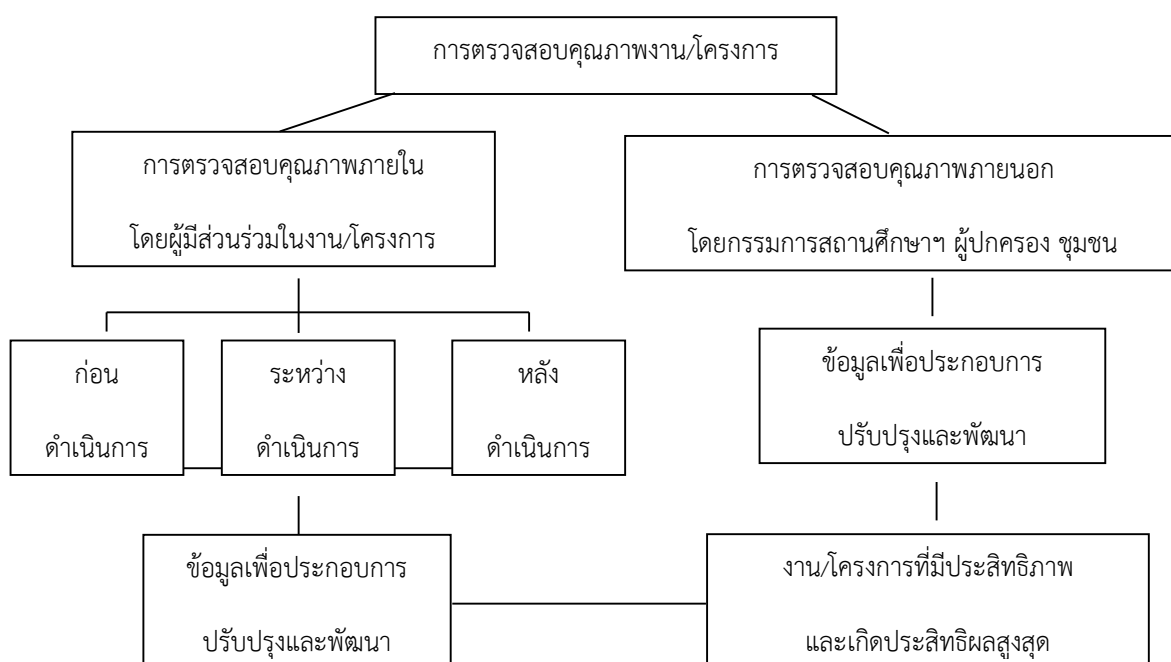 การตรวจสอบคุณภาพงาน/โครงการ
การตรวจสอบคุณภาพภายใน
โดยผู้มีส่วนร่วมในงาน/โครงการ
การตรวจสอบคุณภาพภายนอก
โดยกรรมการสถานศึกษาฯ ผู้ปกครอง ชุมชน
ก่อน
ดำเนินการ
ระหว่าง
ดำเนินการ
หลัง
ดำเนินการ
ข้อมูลเพื่อประกอบการ
ปรับปรุงและพัฒนา
ข้อมูลเพื่อประกอบการ
ปรับปรุงและพัฒนา
งาน/โครงการที่มีประสิทธิภาพ
และเกิดประสิทธิผลสูงสุด